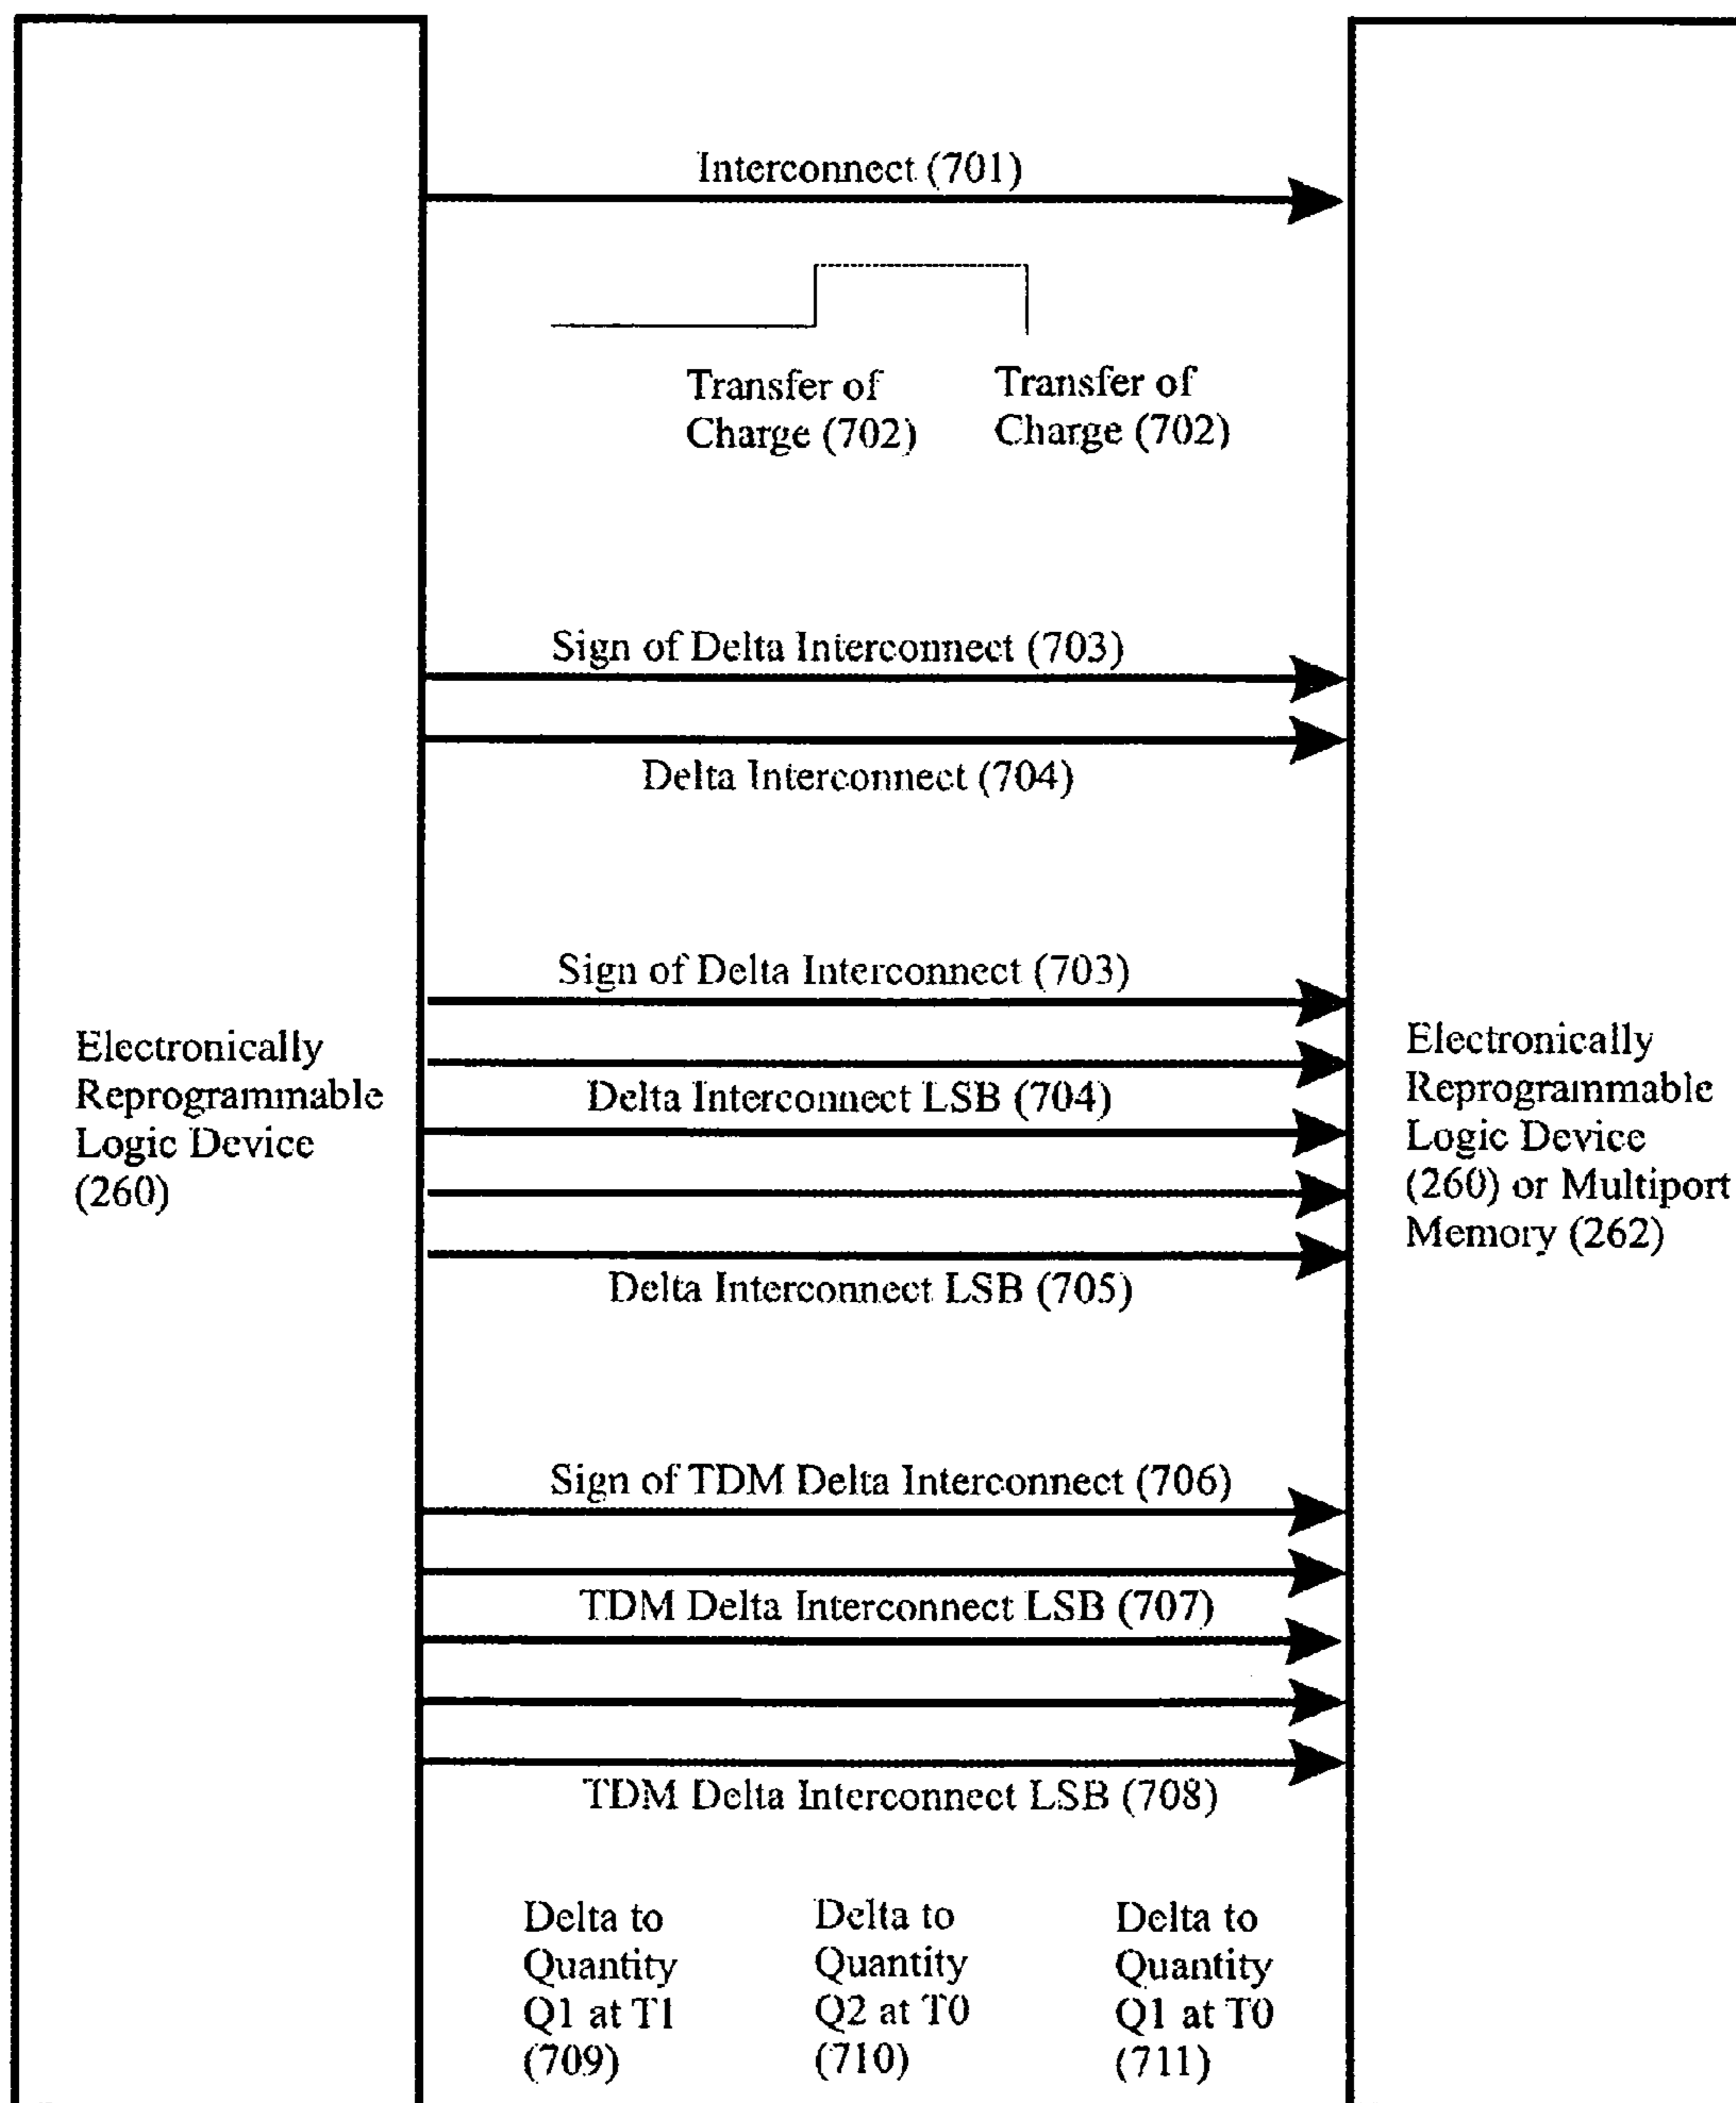 Interconnect (701)
Transfer of
Charge (702)
Transfer of
Charge (702)
Sign of Delta Interconnect (703)
Delta Interconnect (704)
Sign of Delta Interconnect (703)
Delta Interconnect LSB (704)
Delta Interconnect LSB (705)
Electronically
Reprogrammable
Logic Device
(260)
Electronically
Reprogrammable
Logic Device
(260) or Multiport
Memory (262)
Sign of TDM Delta Interconnect (706)
TDM Delta Interconnect LSB (707)
TDM Delta Interconnect LSB (708)
Delta to
Quantity
Q1 at T1
(709)
Delta to
Quantity
Q2 at T0
(710)
Delta to
Quantity
Q1 at T0
(711)